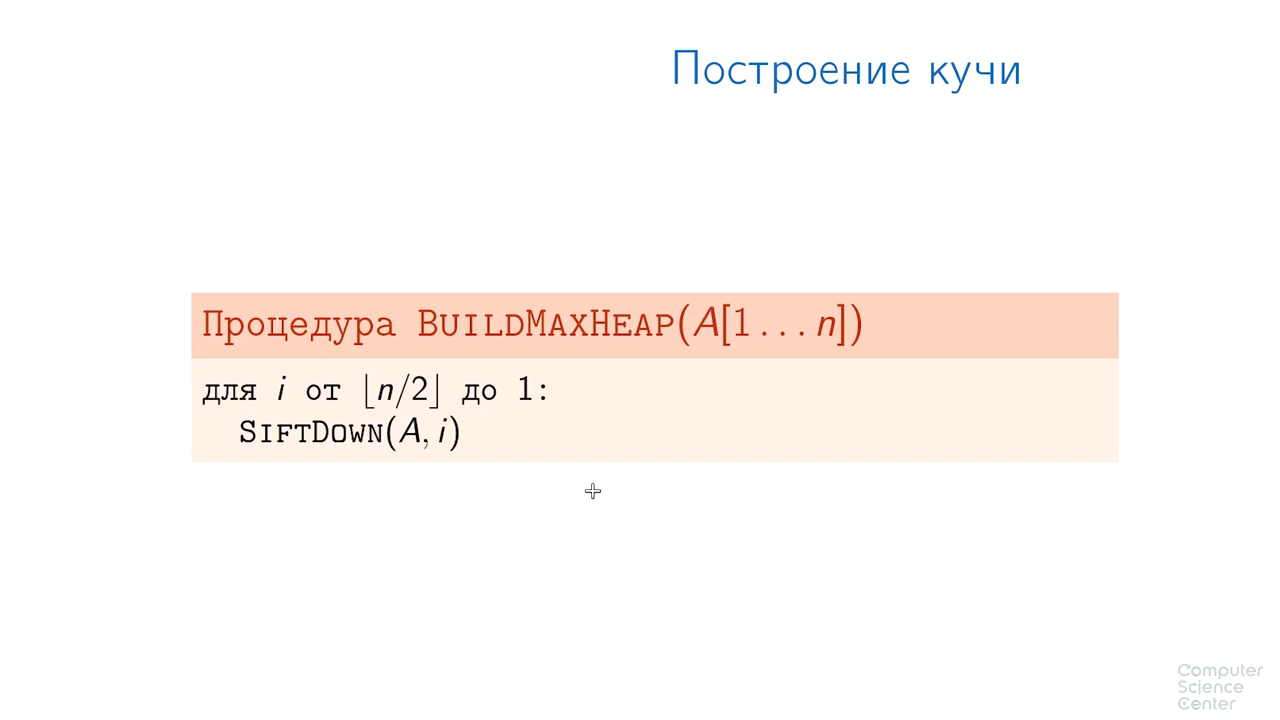 Построение кучи
Процедура BUILDMAXHEAP(A[1 . . . n])
для i от ⌊n/2⌋ до 1:
SIFTDOWN(A, i)
Computer
Science
Center